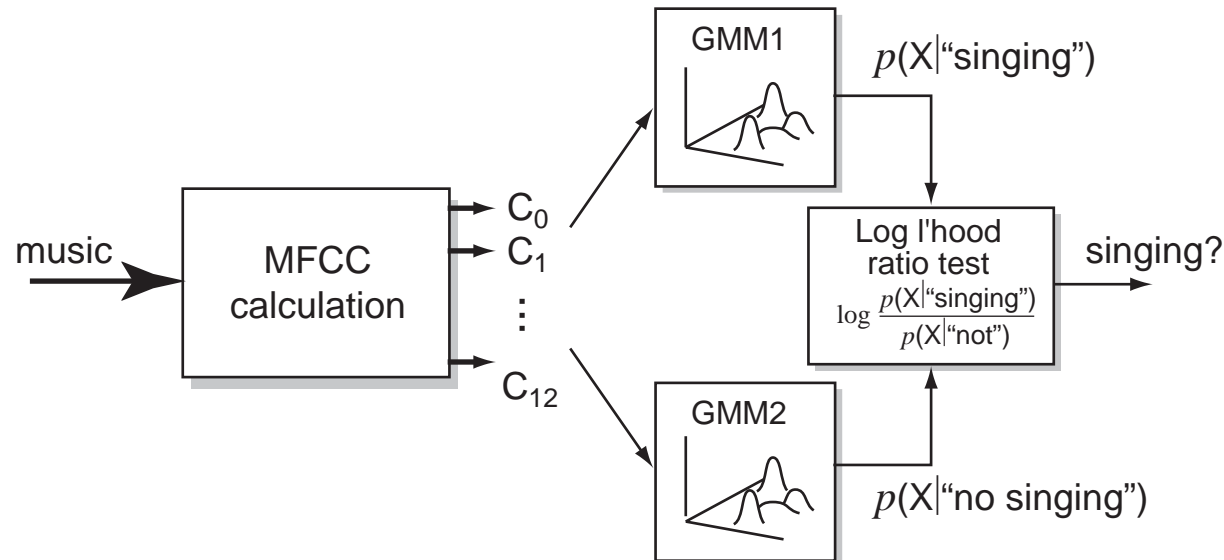 music
MFCC
calculation
C₀
C₁
⋮
C₁₂
GMM1
p(X|“singing”)
GMM2
p(X|“no singing”)
Log l'hood
ratio test
log p(X|“singing”)
p(X|“not”)
singing?